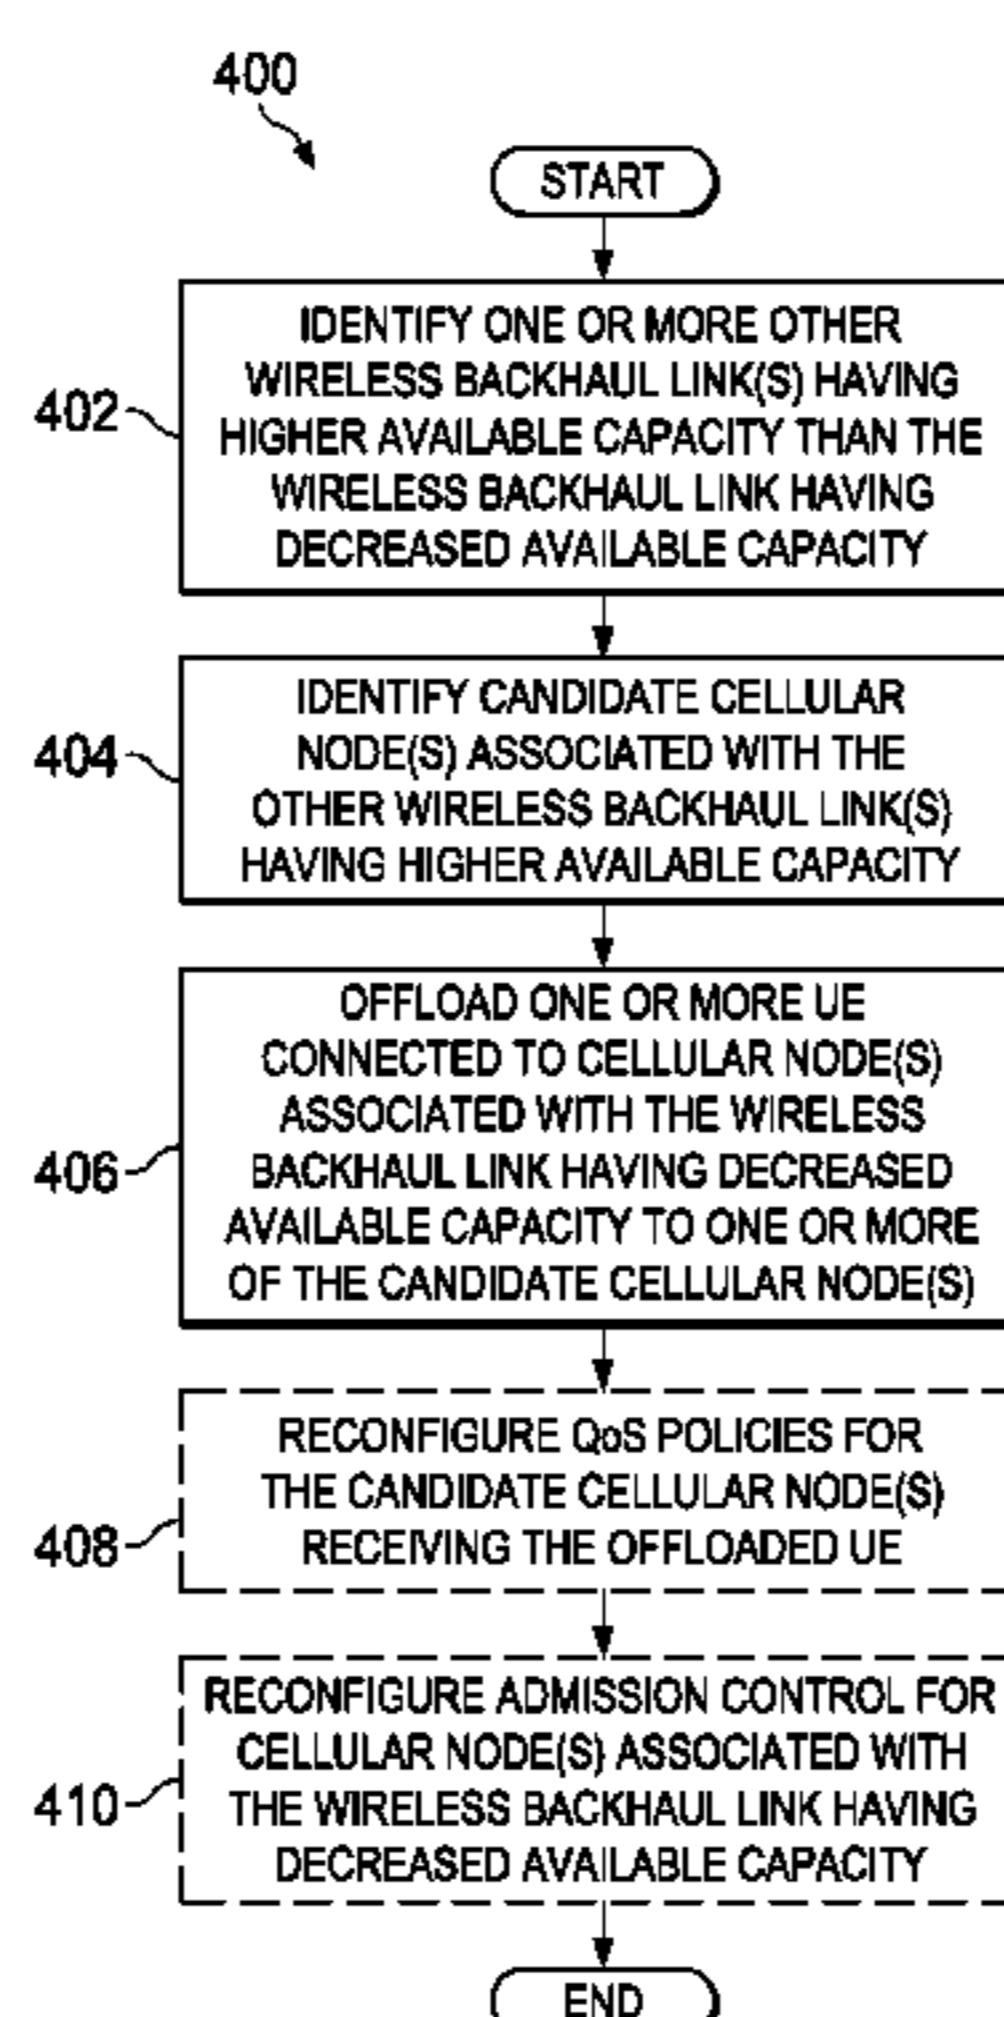 400
START
402
IDENTIFY ONE OR MORE OTHER
WIRELESS BACKHAUL LINK(S) HAVING
HIGHER AVAILABLE CAPACITY THAN THE
WIRELESS BACKHAUL LINK HAVING
DECREASED AVAILABLE CAPACITY
404
IDENTIFY CANDIDATE CELLULAR
NODE(S) ASSOCIATED WITH THE
OTHER WIRELESS BACKHAUL LINK(S)
HAVING HIGHER AVAILABLE CAPACITY
406
OFFLOAD ONE OR MORE UE
CONNECTED TO CELLULAR NODE(S)
ASSOCIATED WITH THE WIRELESS
BACKHAUL LINK HAVING DECREASED
AVAILABLE CAPACITY TO ONE OR MORE
OF THE CANDIDATE CELLULAR NODE(S)
408
RECONFIGURE QoS POLICIES FOR
THE CANDIDATE CELLULAR NODE(S)
RECEIVING THE OFFLOADED UE
410
RECONFIGURE ADMISSION CONTROL FOR
CELLULAR NODE(S) ASSOCIATED WITH
THE WIRELESS BACKHAUL LINK HAVING
DECREASED AVAILABLE CAPACITY
END